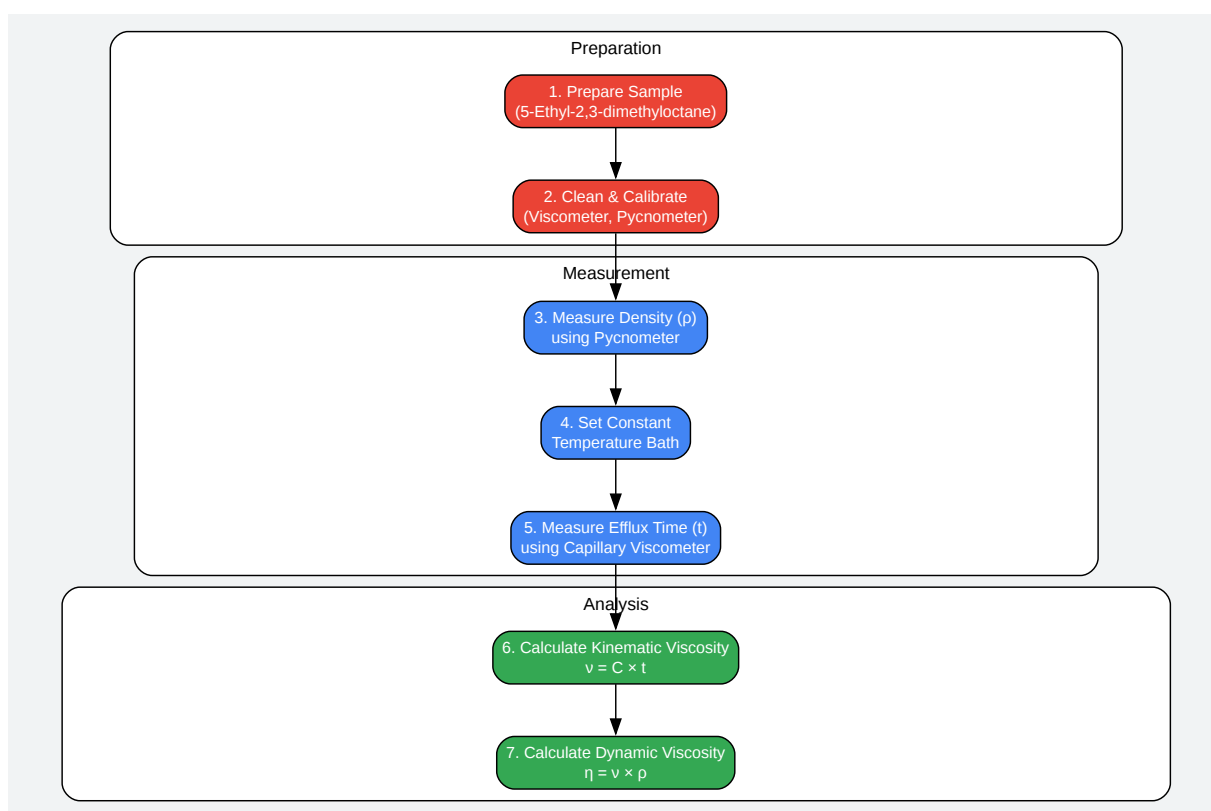 Preparation
1. Prepare Sample
(5-Ethyl-2,3-dimethyloctane)
2. Clean & Calibrate
(Viscometer, Pycnometer)
Measurement
3. Measure Density (ρ)
using Pycnometer
4. Set Constant
Temperature Bath
5. Measure Efflux Time (t)
using Capillary Viscometer
Analysis
6. Calculate Kinematic Viscosity
ν = C × t
7. Calculate Dynamic Viscosity
η = ν × ρ